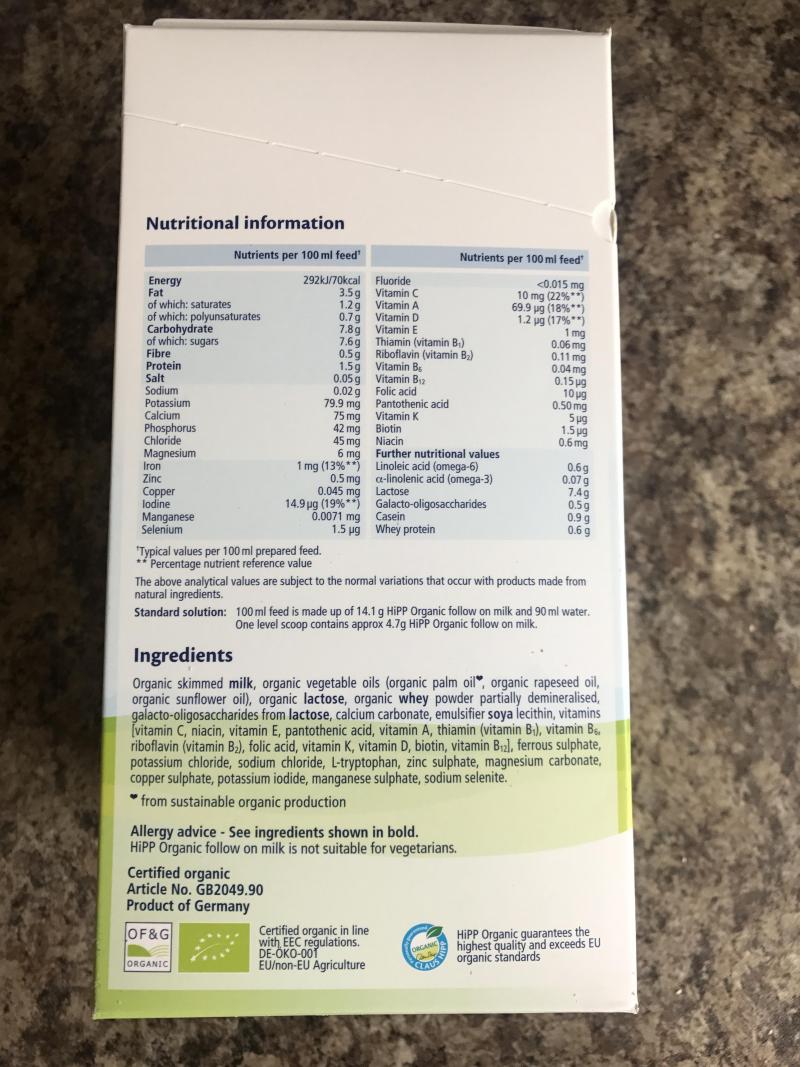 Nutritional information
Nutrients per 100 ml feed†
Energy 292kJ/70kcal
Fat 3.5 g
of which: saturates 1.2 g
of which: polyunsaturates 0.7 g
Carbohydrate 7.8 g
of which: sugars 7.6 g
Fibre 0.5 g
Protein 1.5 g
Salt 0.05 g
Sodium 0.02 g
Potassium 79.9 mg
Calcium 75 mg
Phosphorus 42 mg
Chloride 45 mg
Magnesium 6 mg
Iron 1 mg (13%**)
Zinc 0.5 mg
Copper 0.045 mg
Iodine 14.9 µg (19%**)
Manganese 0.0071 mg
Selenium 1.5 µg
Nutrients per 100 ml feed†
Fluoride <0.015 mg
Vitamin C 10 mg (22%**)
Vitamin A 69.9 µg (18%**)
Vitamin D 1.2 µg (17%**)
Vitamin E 1 mg
Thiamin (vitamin B₁) 0.06 mg
Riboflavin (vitamin B₂) 0.11 mg
Vitamin B₆ 0.04 mg
Vitamin B₁₂ 0.15 µg
Folic acid 10 µg
Pantothenic acid 0.50 mg
Vitamin K 5 µg
Biotin 1.5 µg
Niacin 0.6 mg
Further nutritional values
Linoleic acid (omega-6) 0.6 g
α-linolenic acid (omega-3) 0.07 g
Lactose 7.4 g
Galacto-oligosaccharides 0.5 g
Casein 0.9 g
Whey protein 0.6 g
†Typical values per 100 ml prepared feed.
** Percentage nutrient reference value
The above analytical values are subject to the normal variations that occur with products made from
natural ingredients.
Standard solution: 100 ml feed is made up of 14.1 g HiPP Organic follow on milk and 90 ml water.
One level scoop contains approx 4.7g HiPP Organic follow on milk.
Ingredients
Organic skimmed milk, organic vegetable oils (organic palm oil♥, organic rapeseed oil,
organic sunflower oil), organic lactose, organic whey powder partially demineralised,
galacto-oligosaccharides from lactose, calcium carbonate, emulsifier soya lecithin, vitamins
[vitamin C, niacin, vitamin E, pantothenic acid, vitamin A, thiamin (vitamin B₁), vitamin B₆,
riboflavin (vitamin B₂), folic acid, vitamin K, vitamin D, biotin, vitamin B₁₂], ferrous sulphate,
potassium chloride, sodium chloride, L-tryptophan, zinc sulphate, magnesium carbonate,
copper sulphate, potassium iodide, manganese sulphate, sodium selenite.
♥ from sustainable organic production
Allergy advice - See ingredients shown in bold.
HiPP Organic follow on milk is not suitable for vegetarians.
Certified organic
Article No. GB2049.90
Product of Germany
OF&G
ORGANIC
Certified organic in line
with EEC regulations.
DE-ÖKO-001
EU/non-EU Agriculture
ORGANIC
CLAUS HIPP
HiPP Organic guarantees the
highest quality and exceeds EU
organic standards